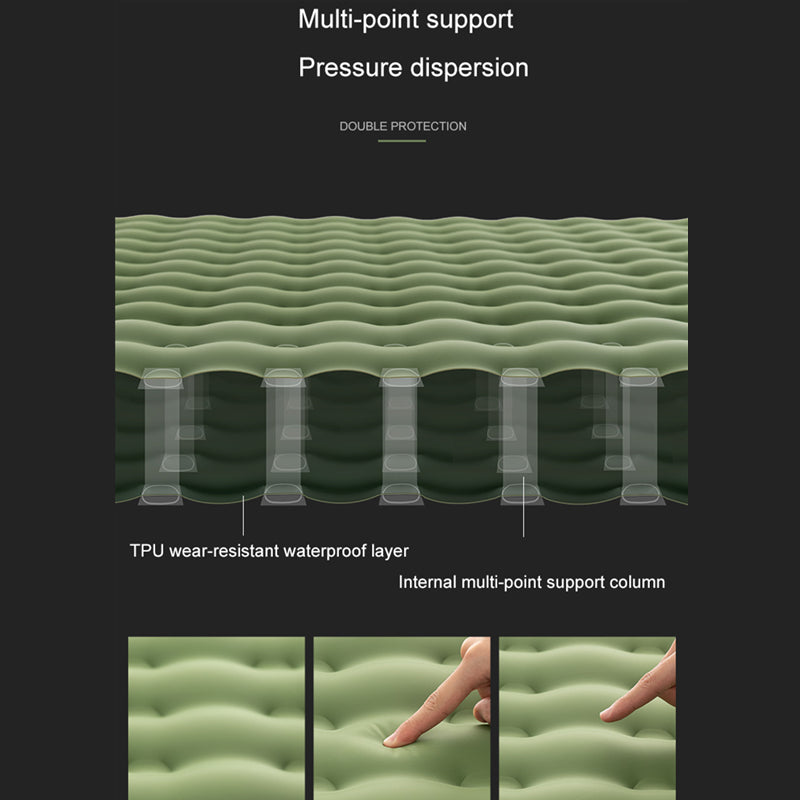 Multi-point support
Pressure dispersion
DOUBLE PROTECTION
TPU wear-resistant waterproof layer
Internal multi-point support column